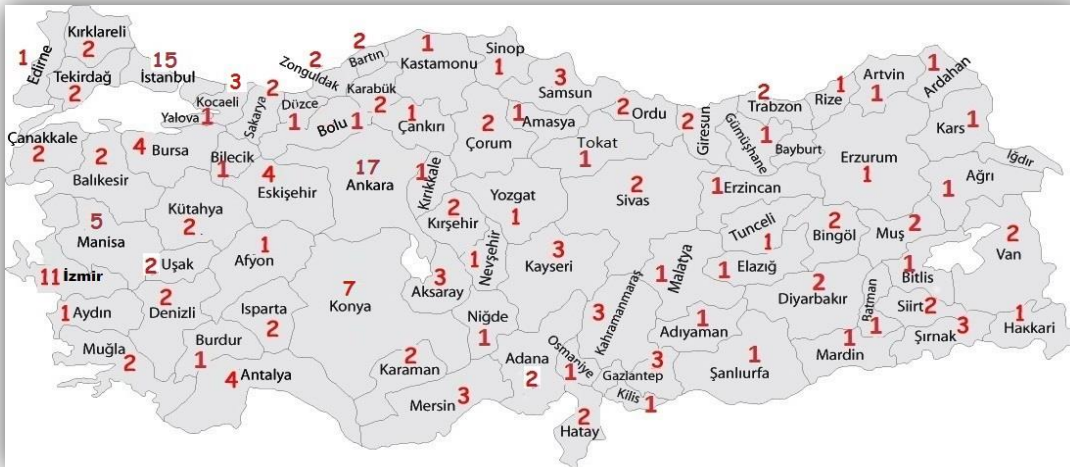 Kırklareli
2
1
Edirne
Tekirdağ
2
15
İstanbul
3
Kocaeli
Yalova 1
2
Sakarya
Düzce
1
2
Zonguldak
2
Bartın
Karabük
2
Bolu 1
1
Kastamonu
Sinop
1
1
Çankırı
3
Samsun
2
Çorum
1
Amasya
2
Ordu
Tokat
1
2
Giresun
2
Trabzon
Gümüşhane
1
Bayburt
1
Rize
Artvin
1
1
Ardahan
Kars 1
Iğdır
Ağrı
1
Erzurum
1
Çanakkale
2
2
Balıkesir
4
Bursa
Bilecik
1
4
Eskişehir
17
Ankara
1
Kırıkkale
2
Kırşehir
Yozgat
1
2
Sivas
1 Erzincan
Tunceli
1
2
Bingöl
Muş 2
1
Bitlis
2
Van
5
Manisa
Kütahya
2
1
Afyon
2 Uşak
11 İzmir
1 Aydın
2
Denizli
Isparta
2
7
Konya
3
Aksaray
1
Nevşehir
3
Kayseri
Niğde
1
3
Kahramanmaraş
1
Malatya
1
Elazığ
2
Diyarbakır
Batman
1
Siirt 2
Şırnak 3
1
Hakkari
Muğla
2
Burdur
1
4 Antalya
2
Karaman
Mersin 3
Adana
2
Osmaniye
1
3
Gaziantep
Kilis 1
1
Adıyaman
1
Şanlıurfa
1
Mardin
2
Hatay